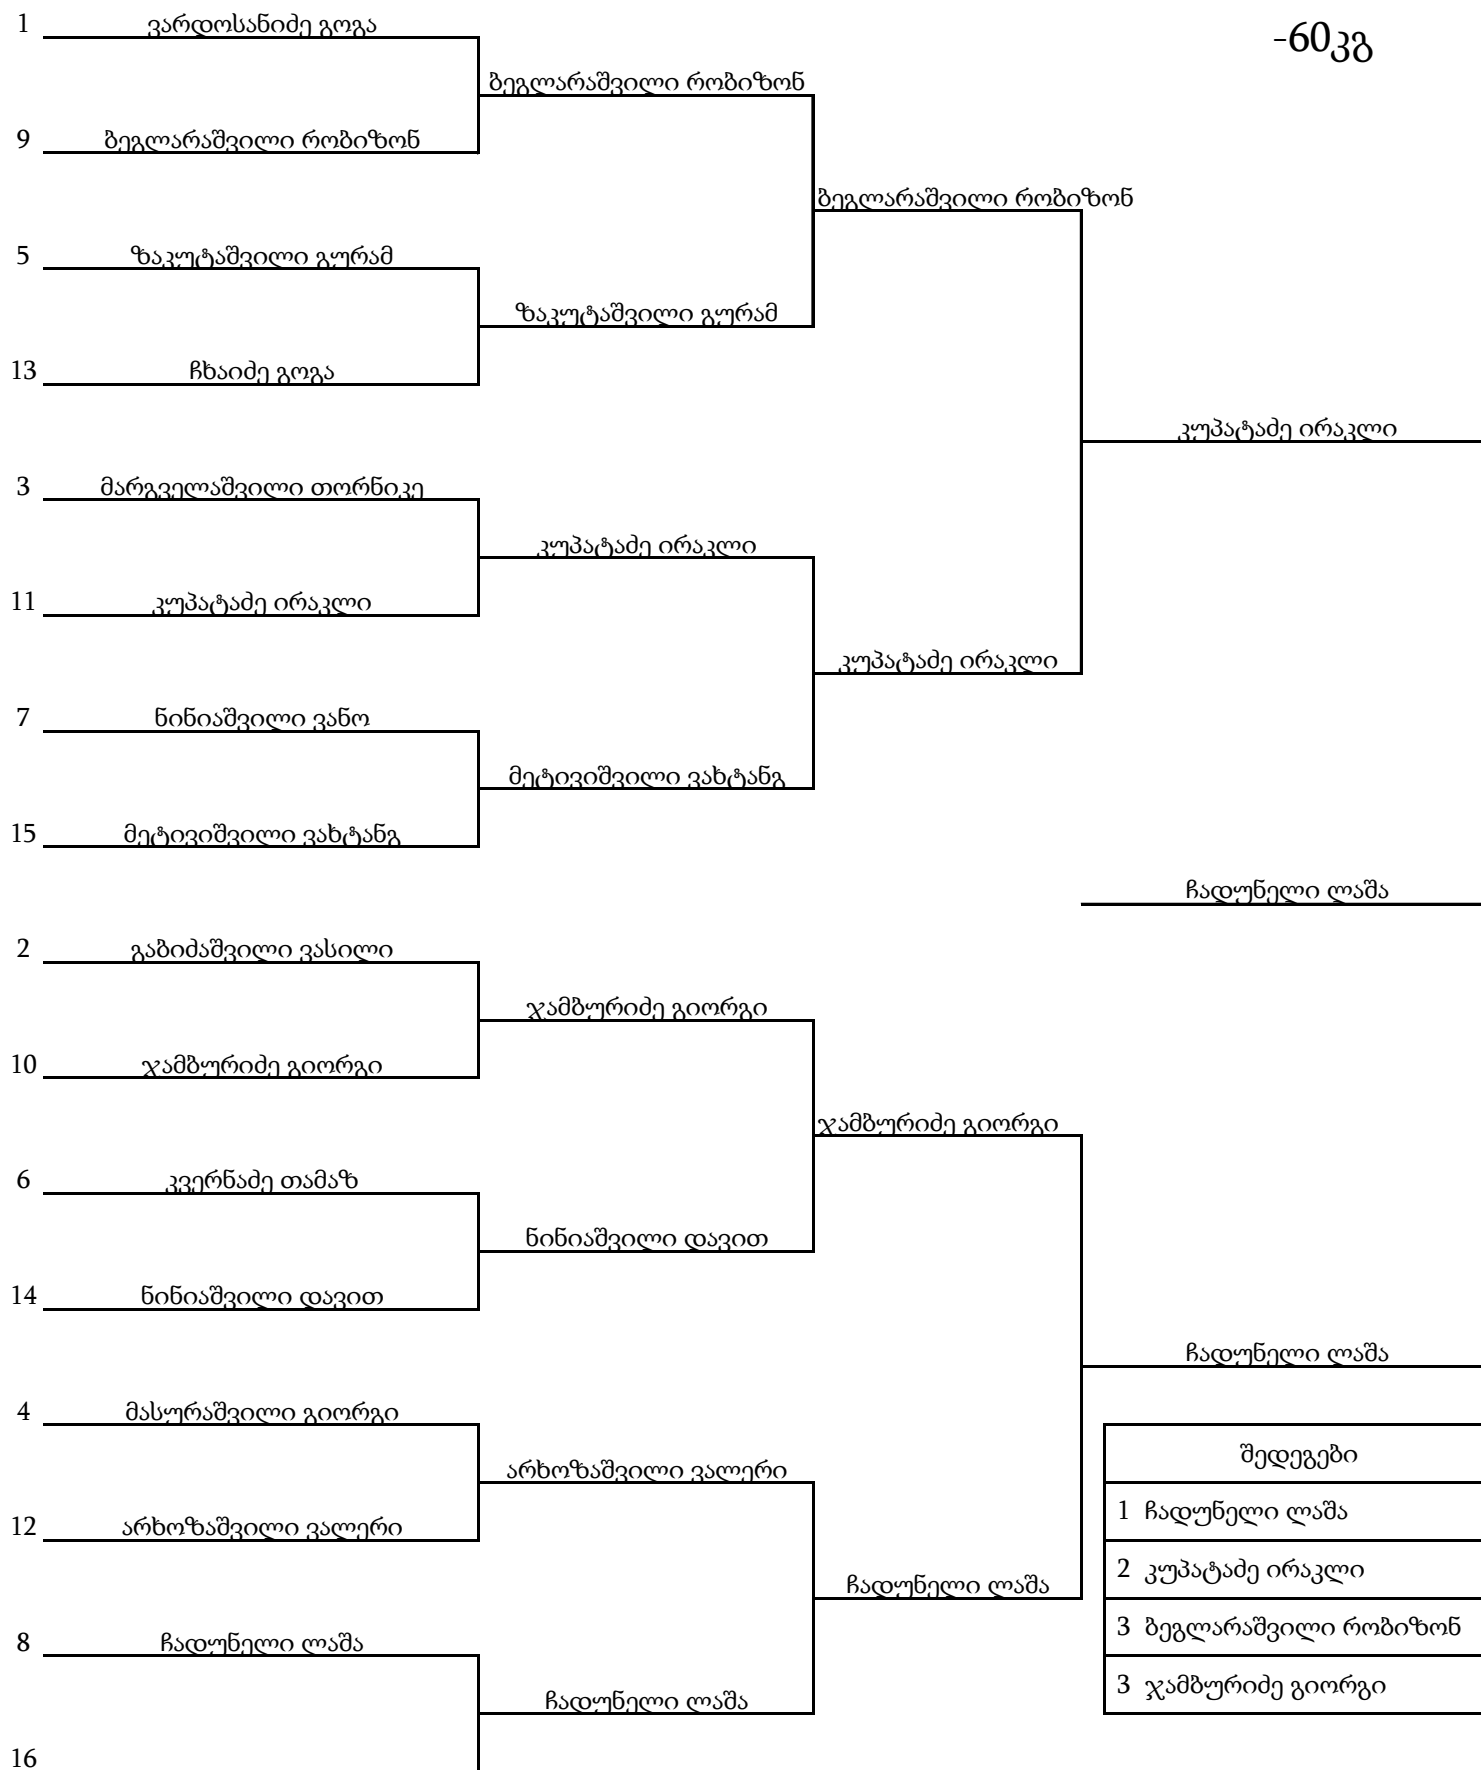 -60კგ
1 ვარდოსანიძე გოგა
ბეგლარაშვილი რობიზონ
9 ბეგლარაშვილი რობიზონ
ბეგლარაშვილი რობიზონ
5 ზაკუტაშვილი გურამ
ზაკუტაშვილი გურამ
13 ჩხაიძე გოგა
კუპატაძე ირაკლი
3 მარგველაშვილი თორნიკე
კუპატაძე ირაკლი
11 კუპატაძე ირაკლი
კუპატაძე ირაკლი
7 ნინიაშვილი ვანო
მეტივიშვილი ვახტანგ
15 მეტივიშვილი ვახტანგ
ჩადუნელი ლაშა
2 გაბიძაშვილი ვასილი
ჯამბურიძე გიორგი
10 ჯამბურიძე გიორგი
ჯამბურიძე გიორგი
6 კვერნაძე თამაზ
ნინიაშვილი დავით
14 ნინიაშვილი დავით
ჩადუნელი ლაშა
4 მასურაშვილი გიორგი
არხოზაშვილი ვალერი
12 არხოზაშვილი ვალერი
ჩადუნელი ლაშა
8 ჩადუნელი ლაშა
ჩადუნელი ლაშა
16
შედეგები
1 ჩადუნელი ლაშა
2 კუპატაძე ირაკლი
3 ბეგლარაშვილი რობიზონ
3 ჯამბურიძე გიორგი